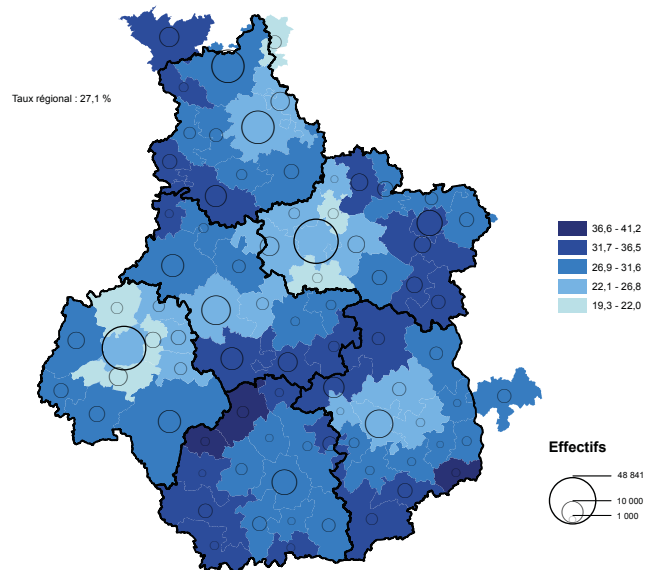 Taux régional : 27,1 %
36,6 - 41,2
31,7 - 36,5
26,9 - 31,6
22,1 - 26,8
19,3 - 22,0
Effectifs
48 841
10 000
1 000